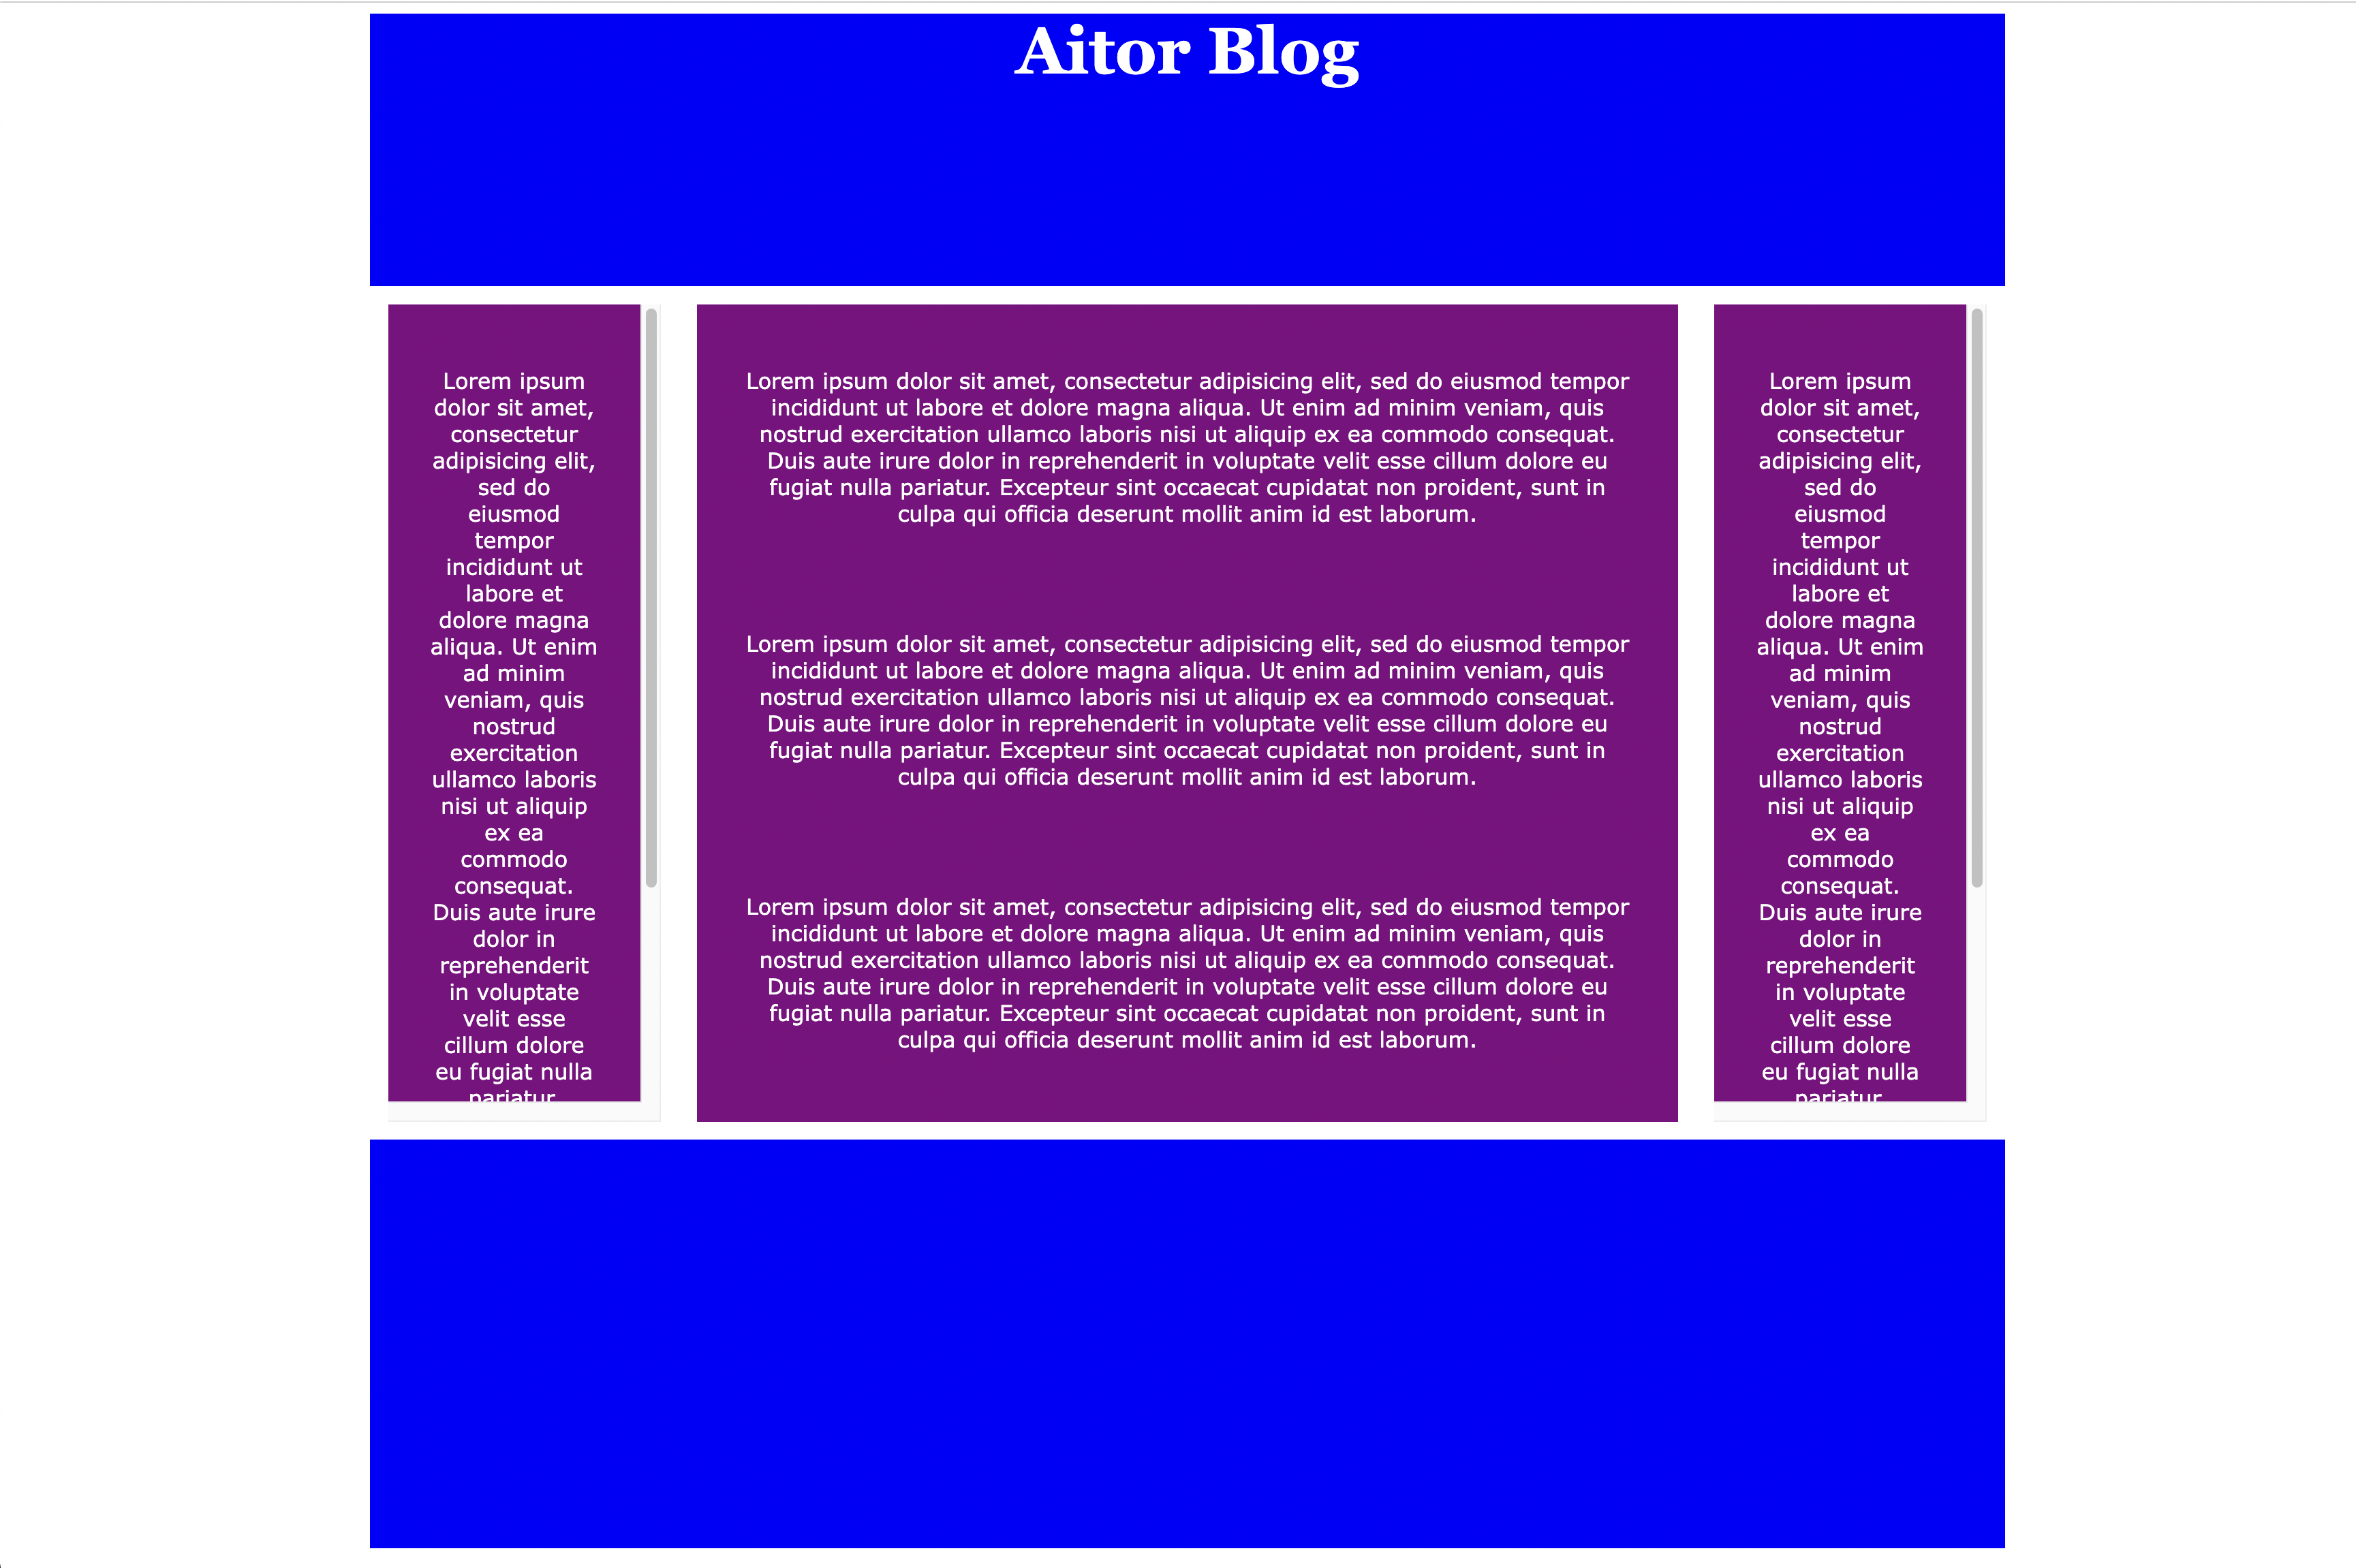 Aitor Blog
Lorem ipsum
dolor sit amet,
consectetur
adipisicing elit,
sed do
eiusmod
tempor
incididunt ut
labore et
dolore magna
aliqua. Ut enim
ad minim
veniam, quis
nostrud
exercitation
ullamco laboris
nisi ut aliquip
ex ea
commodo
consequat.
Duis aute irure
dolor in
reprehenderit
in voluptate
velit esse
cillum dolore
eu fugiat nulla
pariatur
Lorem ipsum dolor sit amet, consectetur adipisicing elit, sed do eiusmod tempor
incididunt ut labore et dolore magna aliqua. Ut enim ad minim veniam, quis
nostrud exercitation ullamco laboris nisi ut aliquip ex ea commodo consequat.
Duis aute irure dolor in reprehenderit in voluptate velit esse cillum dolore eu
fugiat nulla pariatur. Excepteur sint occaecat cupidatat non proident, sunt in
culpa qui officia deserunt mollit anim id est laborum.
Lorem ipsum dolor sit amet, consectetur adipisicing elit, sed do eiusmod tempor
incididunt ut labore et dolore magna aliqua. Ut enim ad minim veniam, quis
nostrud exercitation ullamco laboris nisi ut aliquip ex ea commodo consequat.
Duis aute irure dolor in reprehenderit in voluptate velit esse cillum dolore eu
fugiat nulla pariatur. Excepteur sint occaecat cupidatat non proident, sunt in
culpa qui officia deserunt mollit anim id est laborum.
Lorem ipsum dolor sit amet, consectetur adipisicing elit, sed do eiusmod tempor
incididunt ut labore et dolore magna aliqua. Ut enim ad minim veniam, quis
nostrud exercitation ullamco laboris nisi ut aliquip ex ea commodo consequat.
Duis aute irure dolor in reprehenderit in voluptate velit esse cillum dolore eu
fugiat nulla pariatur. Excepteur sint occaecat cupidatat non proident, sunt in
culpa qui officia deserunt mollit anim id est laborum.
Lorem ipsum
dolor sit amet,
consectetur
adipisicing elit,
sed do
eiusmod
tempor
incididunt ut
labore et
dolore magna
aliqua. Ut enim
ad minim
veniam, quis
nostrud
exercitation
ullamco laboris
nisi ut aliquip
ex ea
commodo
consequat.
Duis aute irure
dolor in
reprehenderit
in voluptate
velit esse
cillum dolore
eu fugiat nulla
pariatur